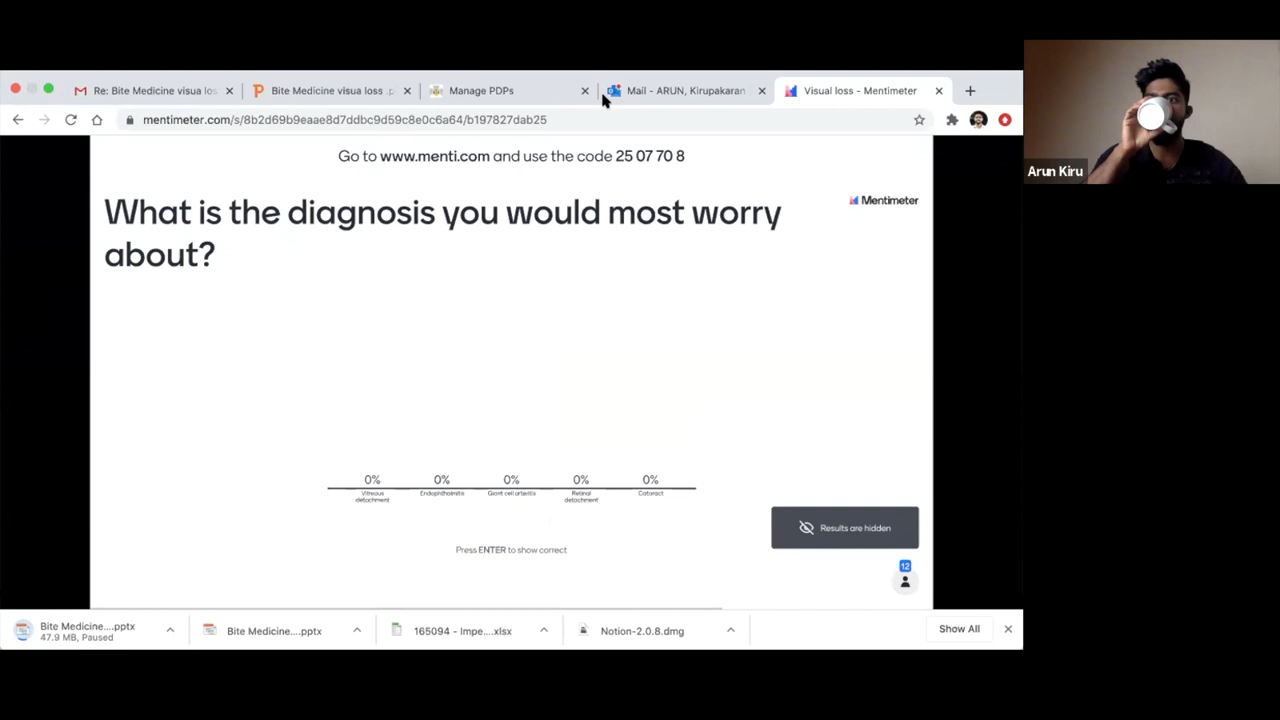 Re: Bite Medicine visua los
Bite Medicine visua loss .p
Manage PDPs
Mail - ARUN, Kirupakaran
Visual loss - Mentimeter
mentimeter.com/s/8b2d69b9eaae8d7ddbc9d59c8e0c6a64/b197827dab25
Arun Kiru
Go to www.menti.com and use the code 25 07 70 8
Mentimeter
What is the diagnosis you would most worry
about?
0% 0% 0% 0% 0%
Vitreous
detachment
Endophthalmitis
Giant cell arteritis
Retinal
detachment
Cataract
Results are hidden
Press ENTER to show correct
12
Bite Medicine....pptx
47.9 MB, Paused
Bite Medicine....pptx
165094 - Impe....xlsx
Notion-2.0.8.dmg
Show All